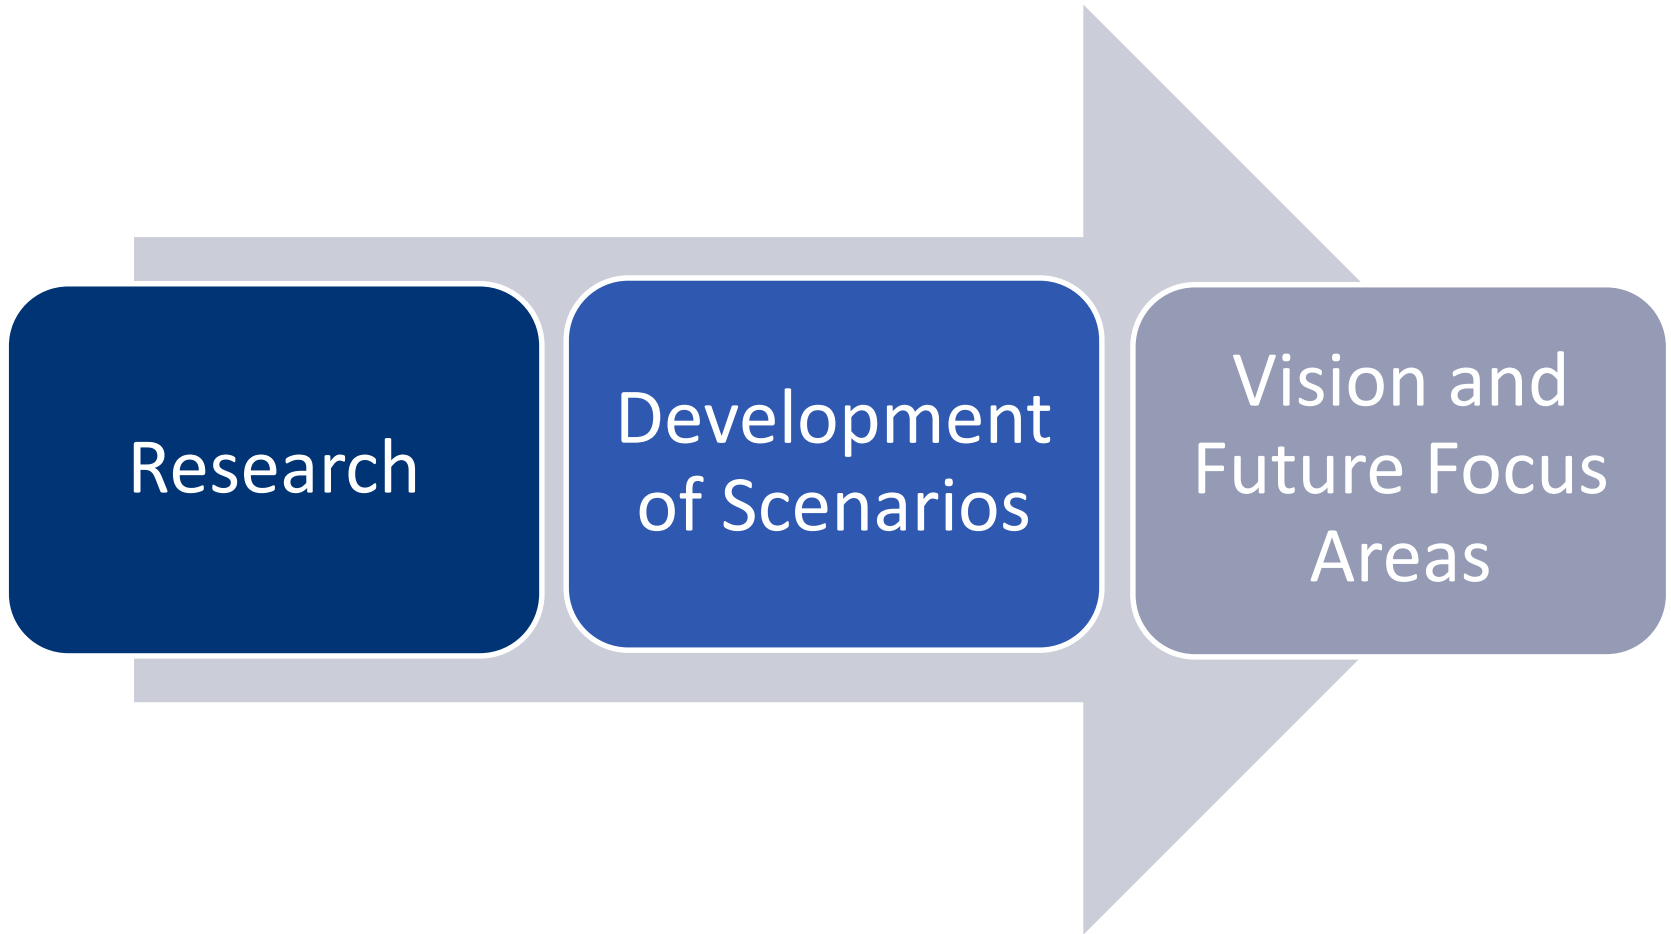 Research
Development
of Scenarios
Vision and
Future Focus
Areas